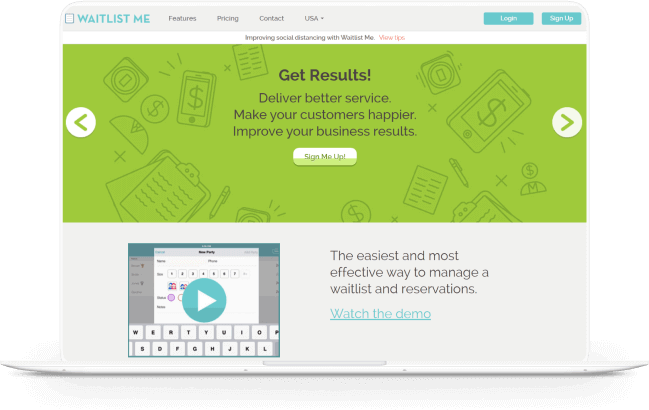 WAITLIST ME
Features Pricing Contact USA Login Sign Up
Improving social distancing with Waitlist Me. View tips
Get Results!
Deliver better service.
Make your customers happier.
Improve your business results.
Sign Me Up!
New Party
Name Phone
Size 1 2 3 4 5 6 7
Status
Notes
W E R T Y U I O P
S D F G H J K L
The easiest and most
effective way to manage a
waitlist and reservations.
Watch the demo